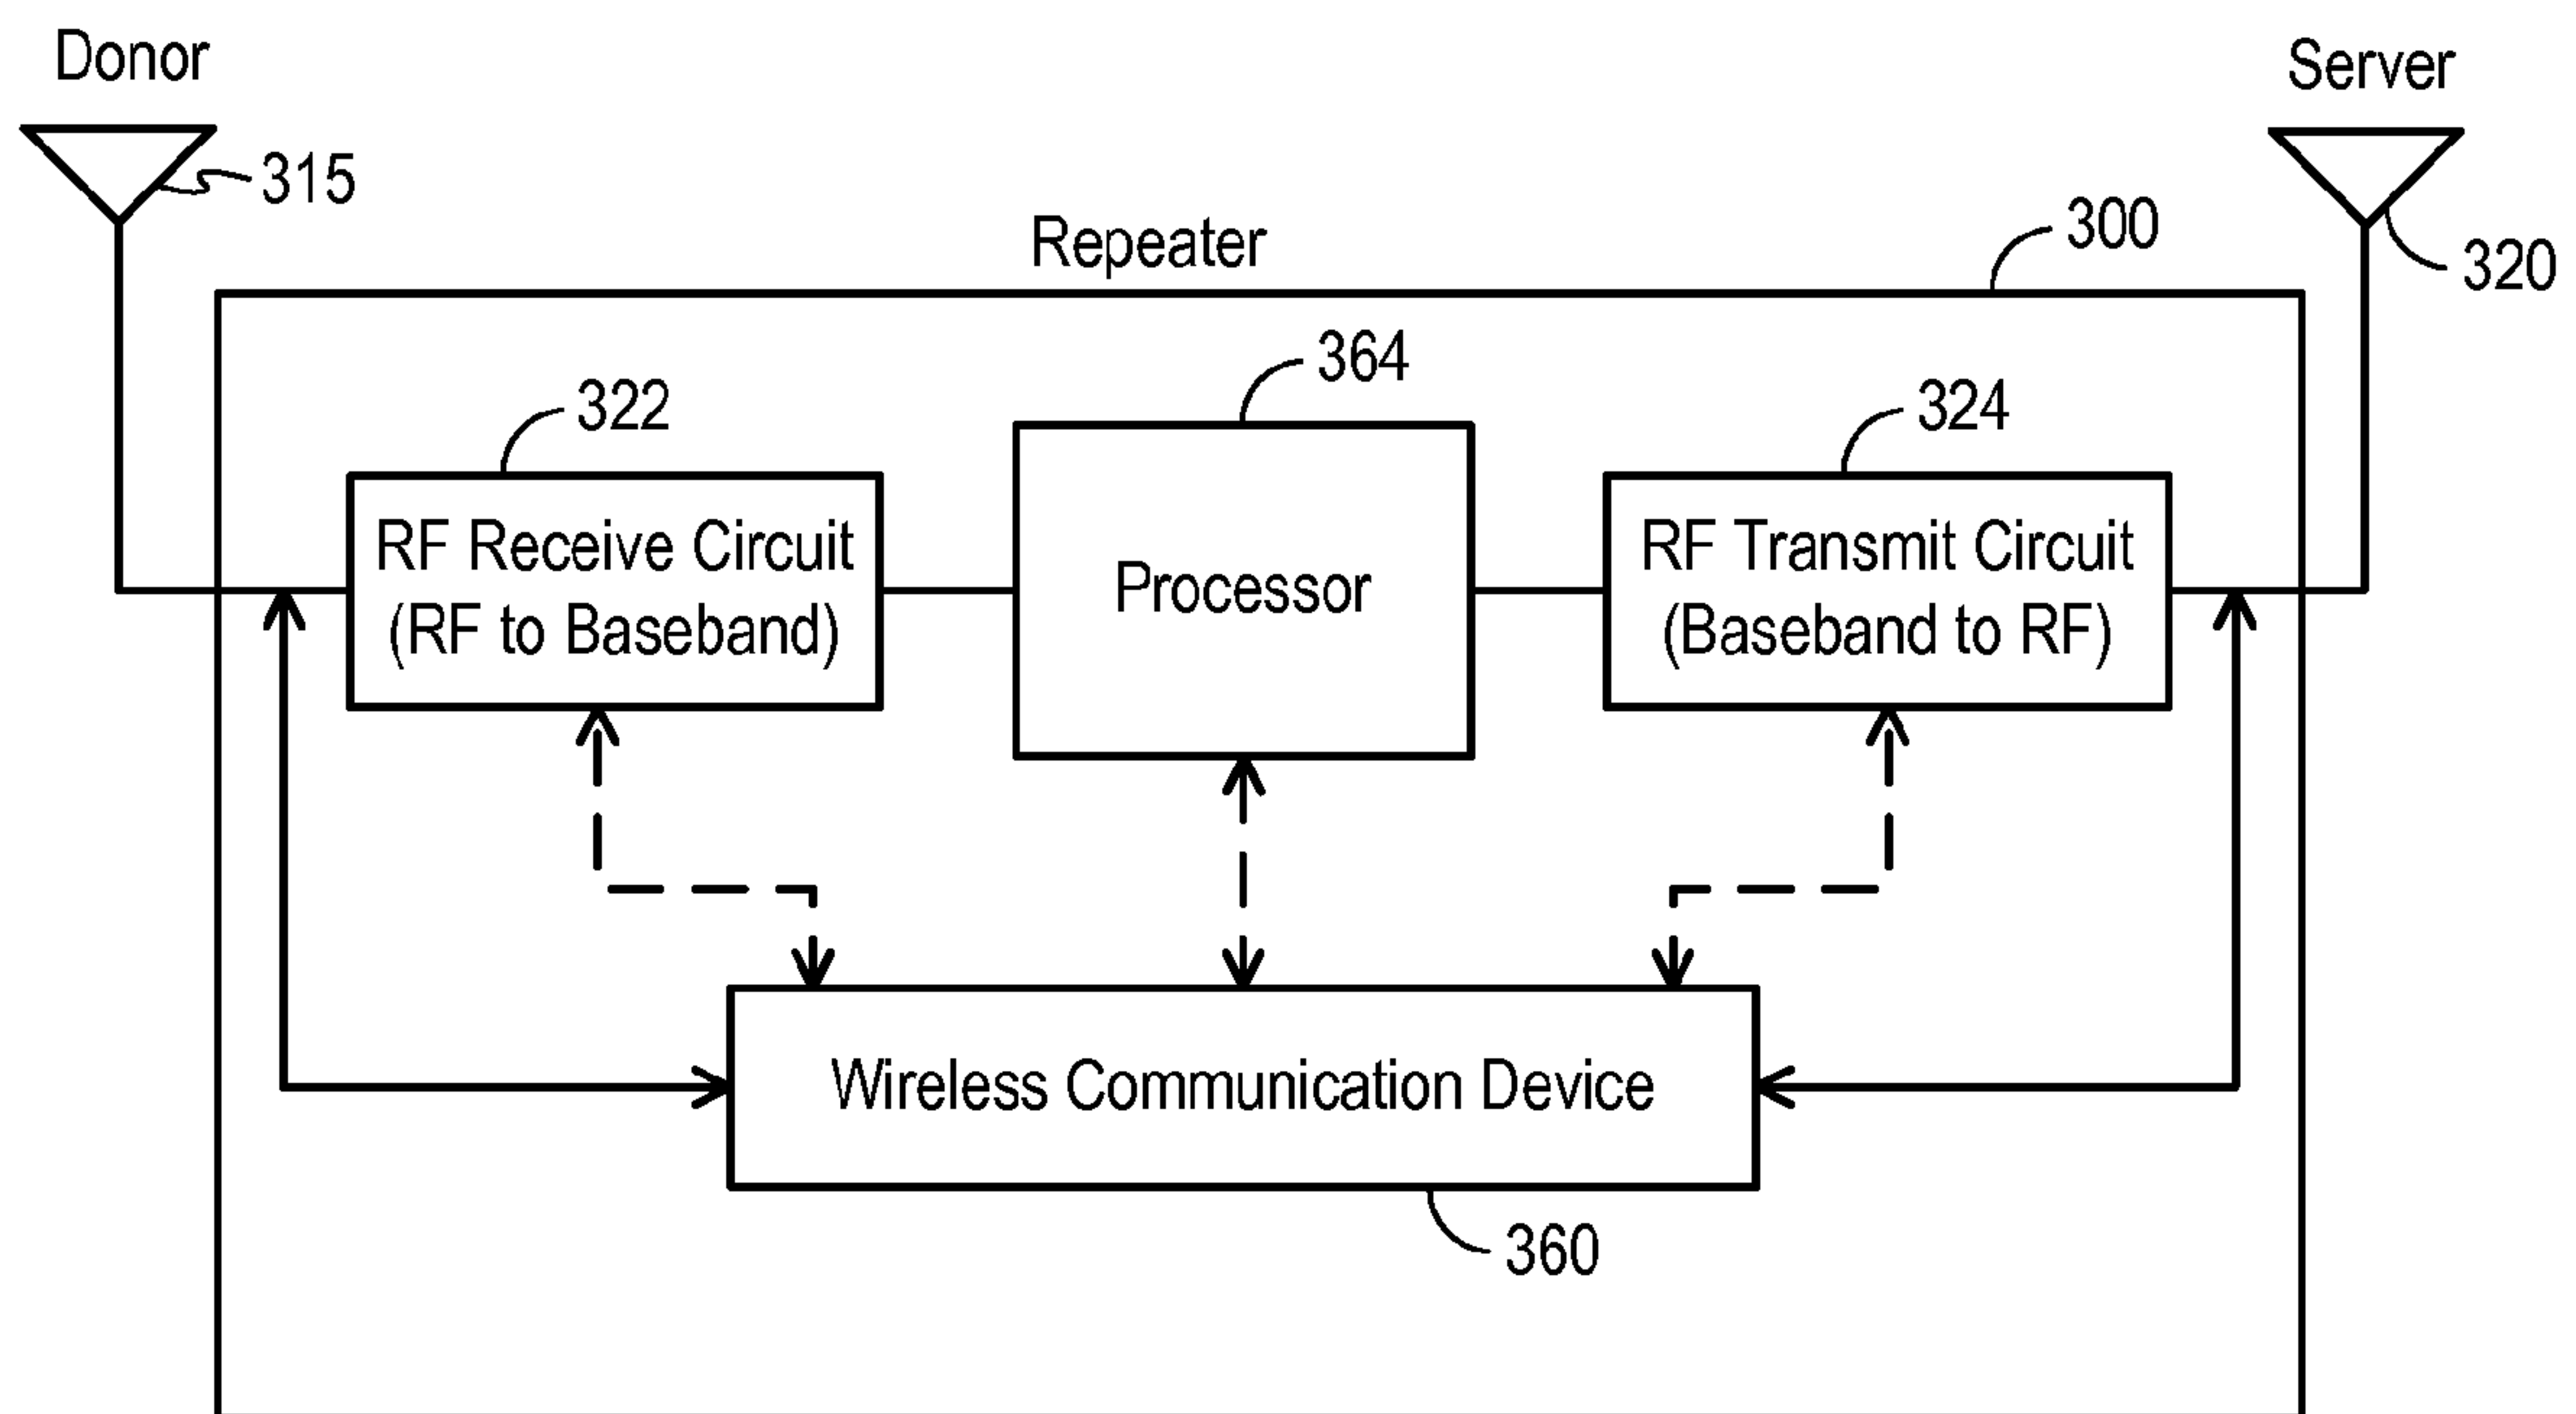 Donor
Server
315
300
320
Repeater
364
322
324
RF Receive Circuit
(RF to Baseband)
Processor
RF Transmit Circuit
(Baseband to RF)
Wireless Communication Device
360